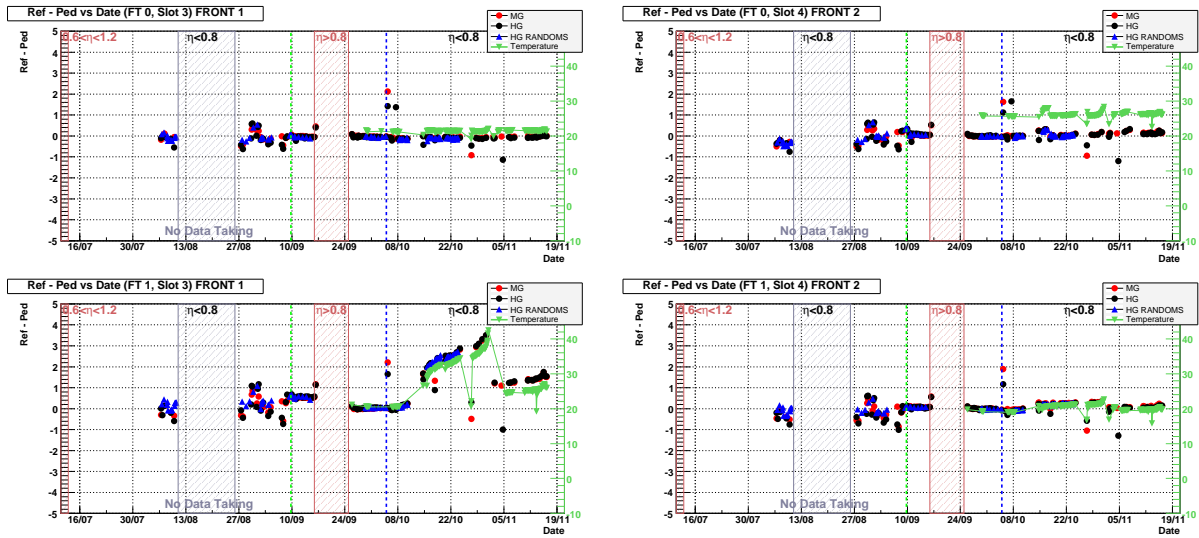 Ref - Ped vs Date (FT 0, Slot 3) FRONT 1
MG
HG
HG RANDOMS
Temperature
0.6<η<1.2
η<0.8
η>0.8
η<0.8
Ref - Ped
5
4
3
2
1
0
-1
-2
-3
-4
-5
40
30
20
10
0
10
No Data Taking
16/07 30/07 13/08 27/08 10/09 24/09 08/10 22/10 05/11 19/11
Date
Ref - Ped vs Date (FT 0, Slot 4) FRONT 2
MG
HG
HG RANDOMS
Temperature
0.6<η<1.2
η<0.8
η>0.8
η<0.8
Ref - Ped
5
4
3
2
1
0
-1
-2
-3
-4
-5
40
30
20
10
0
10
No Data Taking
16/07 30/07 13/08 27/08 10/09 24/09 08/10 22/10 05/11 19/11
Date
Ref - Ped vs Date (FT 1, Slot 3) FRONT 1
MG
HG
HG RANDOMS
Temperature
0.6<η<1.2
η<0.8
η>0.8
η<0.8
Ref - Ped
5
4
3
2
1
0
-1
-2
-3
-4
-5
40
30
20
10
0
10
No Data Taking
16/07 30/07 13/08 27/08 10/09 24/09 08/10 22/10 05/11 19/11
Date
Ref - Ped vs Date (FT 1, Slot 4) FRONT 2
MG
HG
HG RANDOMS
Temperature
0.6<η<1.2
η<0.8
η>0.8
η<0.8
Ref - Ped
5
4
3
2
1
0
-1
-2
-3
-4
-5
40
30
20
10
0
10
No Data Taking
16/07 30/07 13/08 27/08 10/09 24/09 08/10 22/10 05/11 19/11
Date